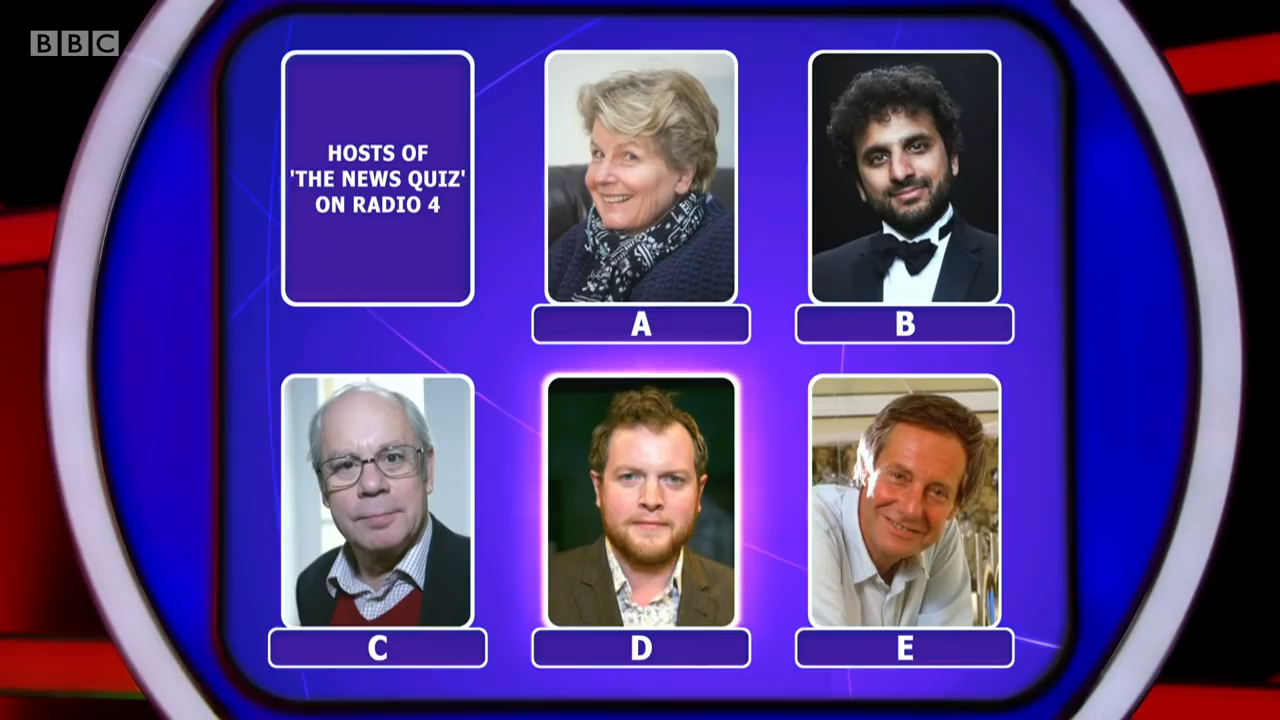 BBC
HOSTS OF
'THE NEWS QUIZ'
ON RADIO 4
A
B
C
D
E